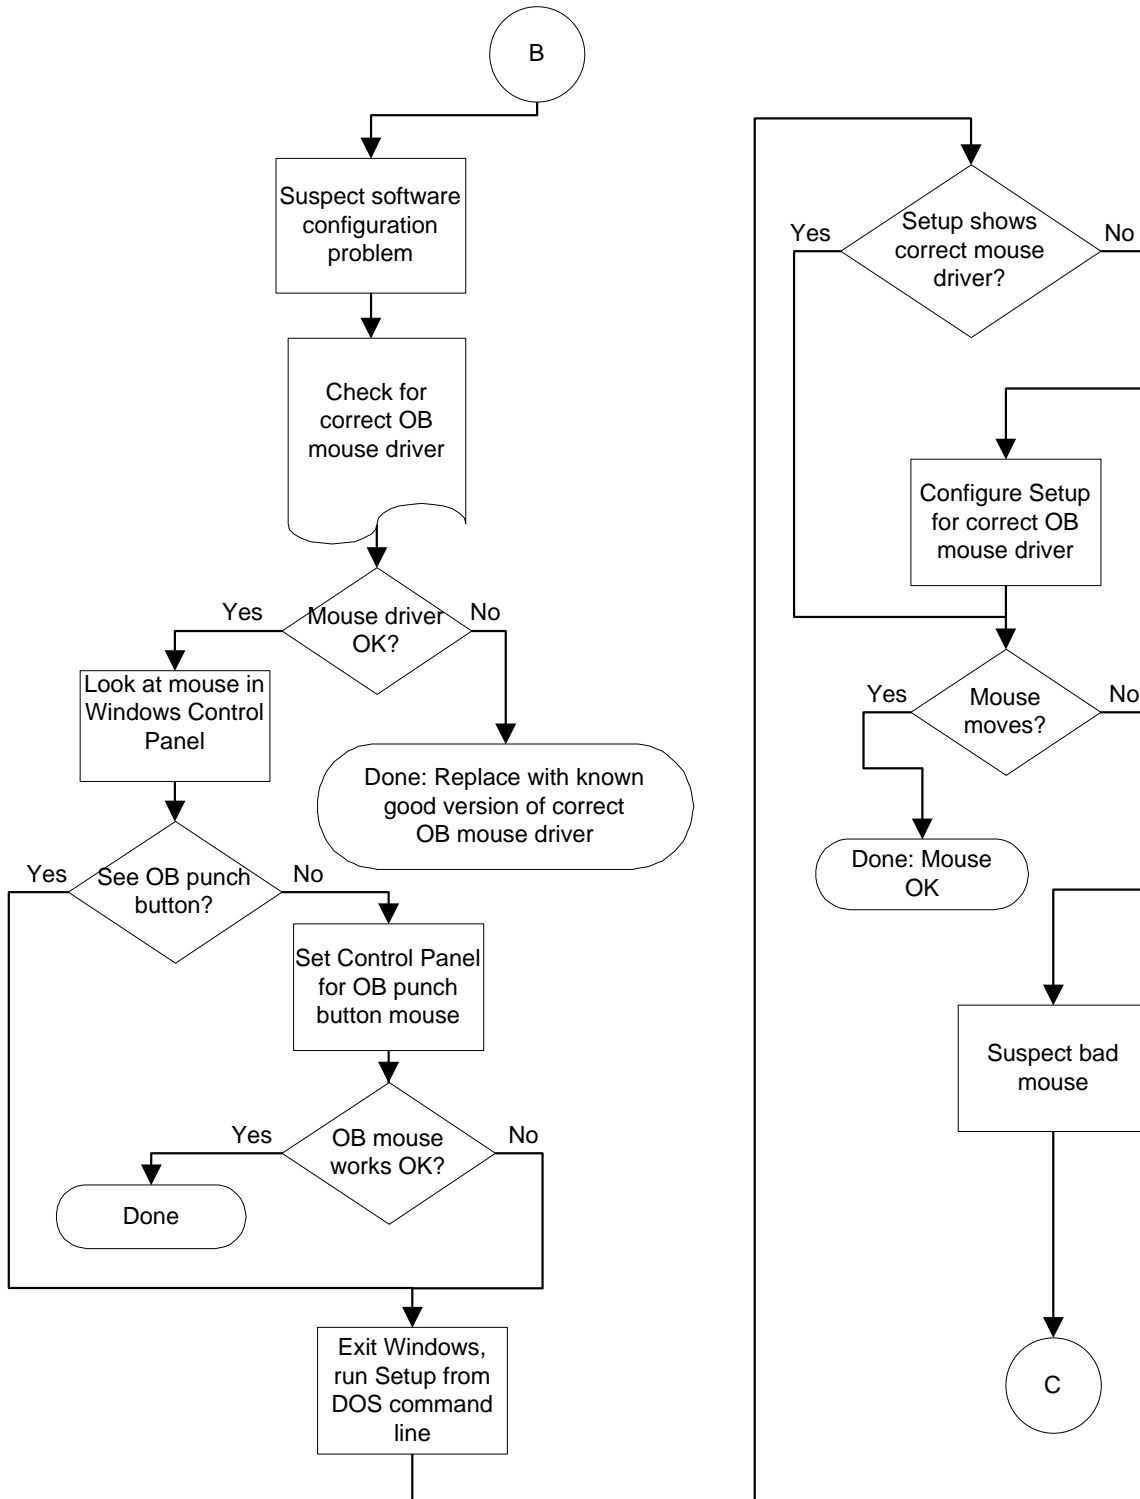 B
Suspect software
configuration
problem
Check for
correct OB
mouse driver
Yes
Mouse driver
OK?
No
Look at mouse in
Windows Control
Panel
Done: Replace with known
good version of correct
OB mouse driver
Yes
See OB punch
button?
No
Set Control Panel
for OB punch
button mouse
Yes
OB mouse
works OK?
No
Done
Exit Windows,
run Setup from
DOS command
line
Yes
Setup shows
correct mouse
driver?
No
Configure Setup
for correct OB
mouse driver
Yes
Mouse
moves?
No
Done: Mouse
OK
Suspect bad
mouse
C